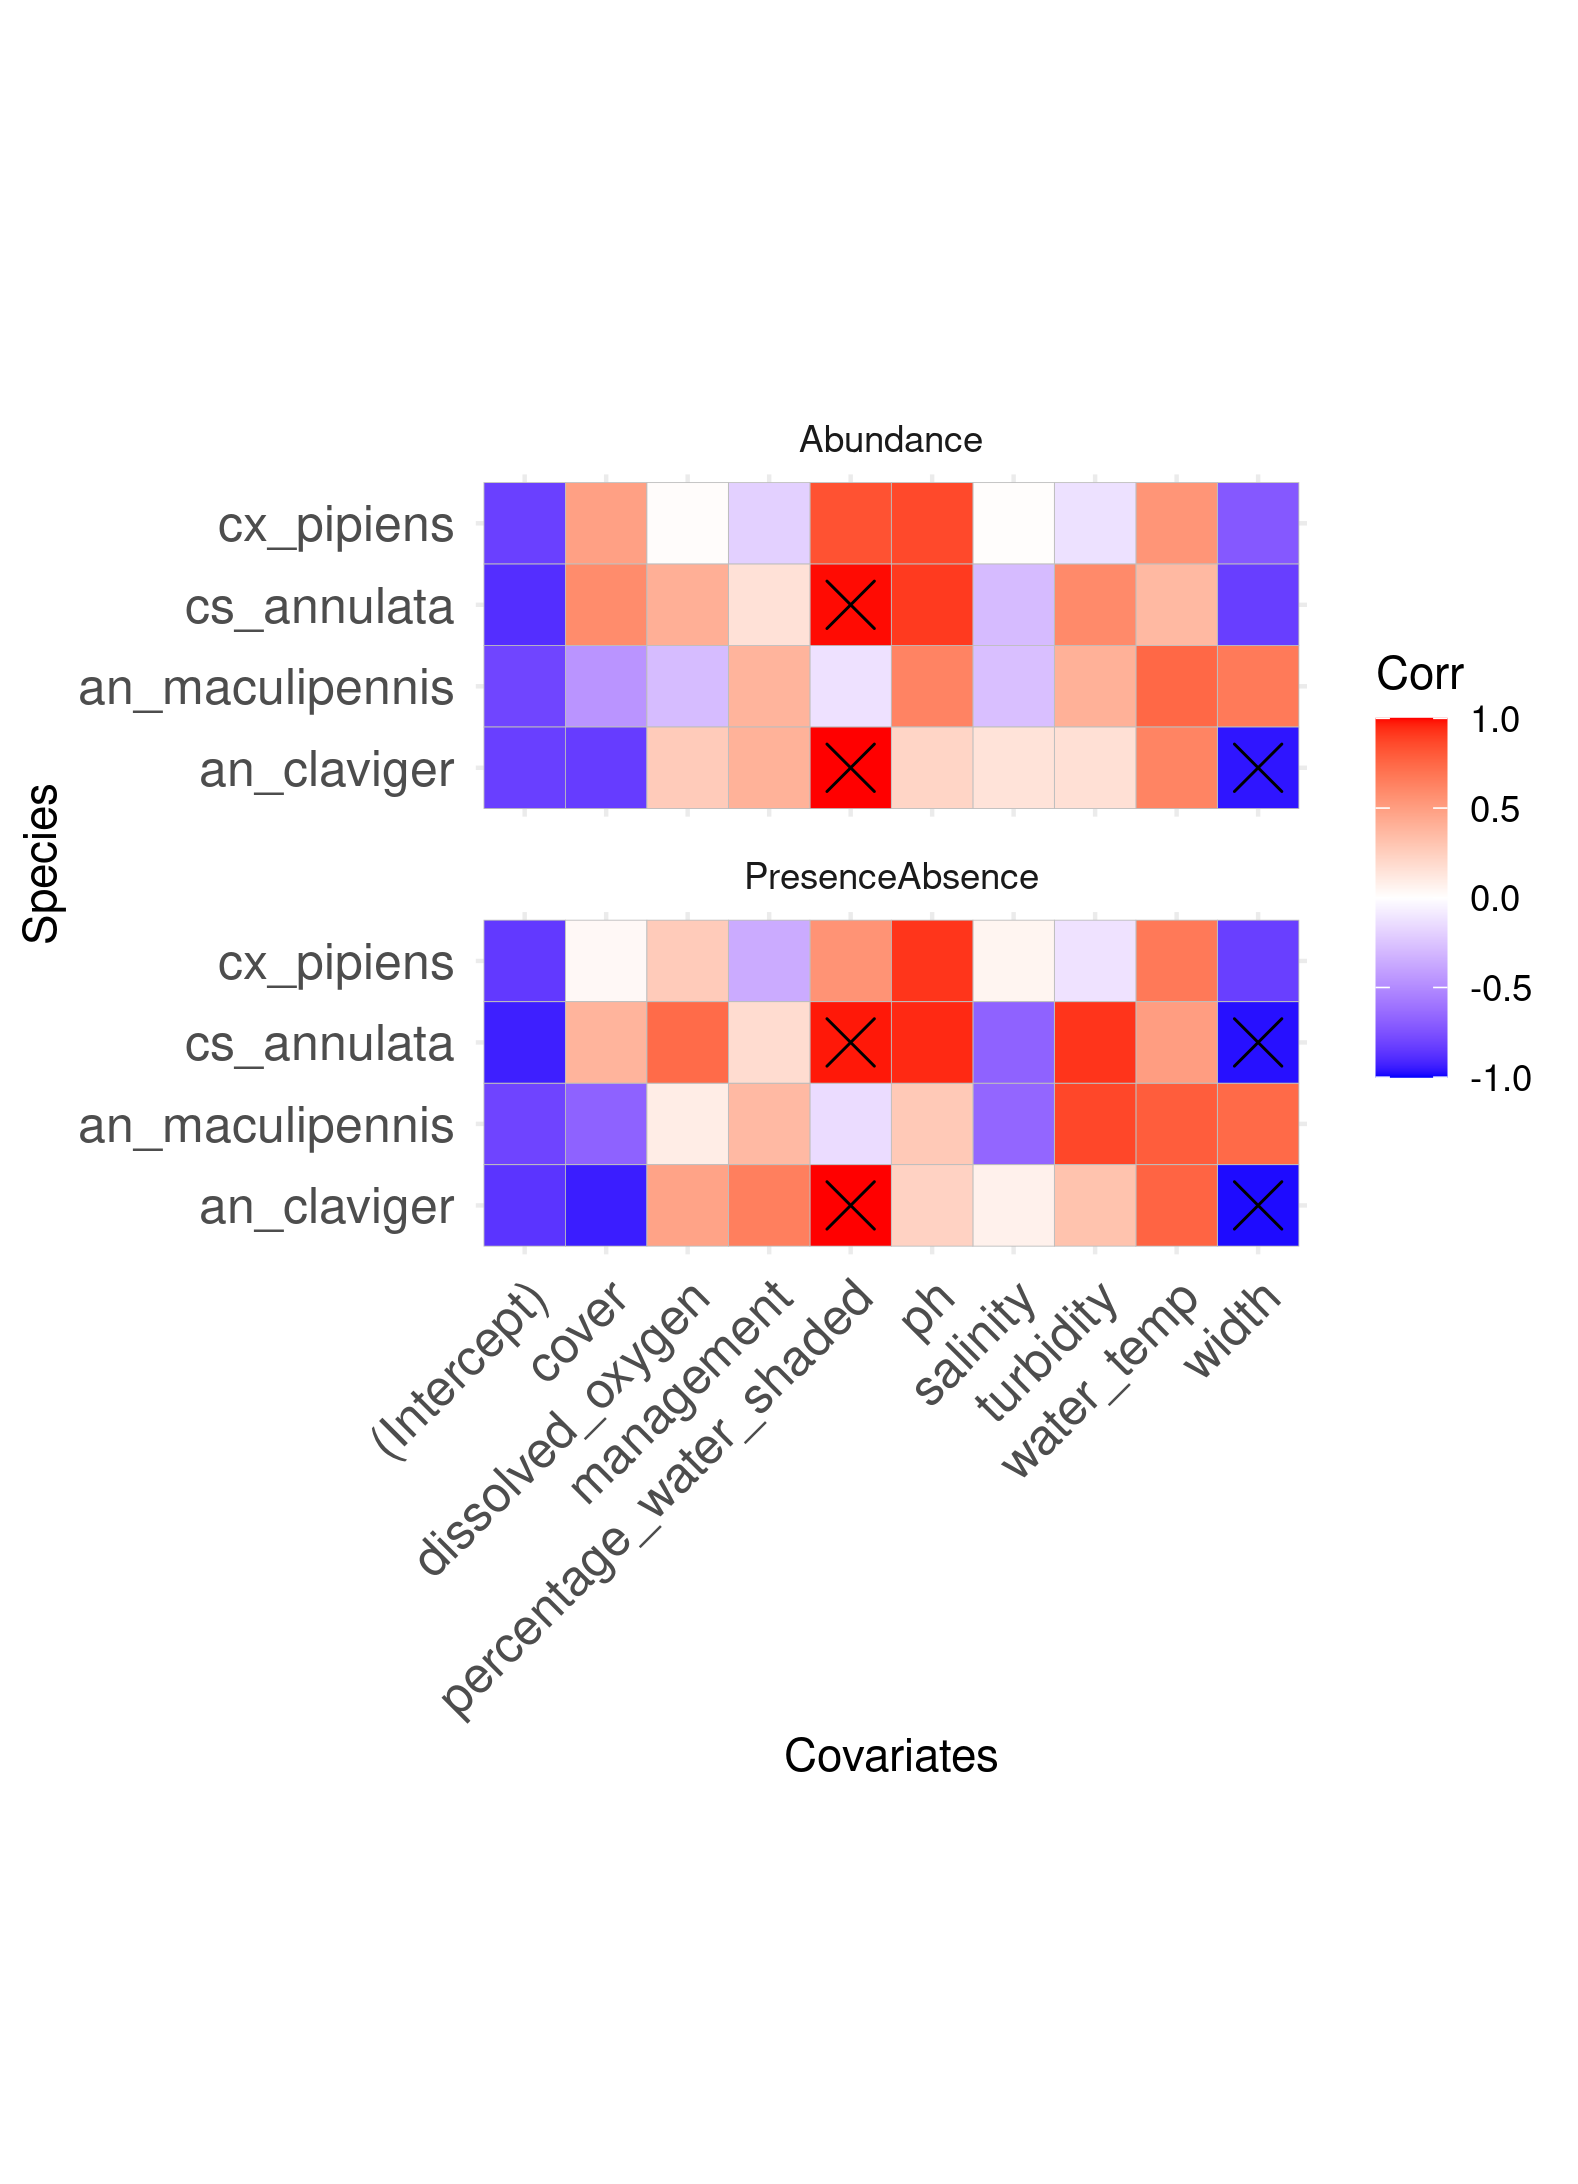 Abundance
cx_pipiens
cs_annulata
an_maculipennis
an_claviger
Species
PresenceAbsence
cx_pipiens
cs_annulata
an_maculipennis
an_claviger
(Intercept)
cover
dissolved_oxygen
management
percentage_water_shaded
ph
salinity
turbidity
water_temp
width
Covariates
Corr
1.0
0.5
0.0
-0.5
-1.0